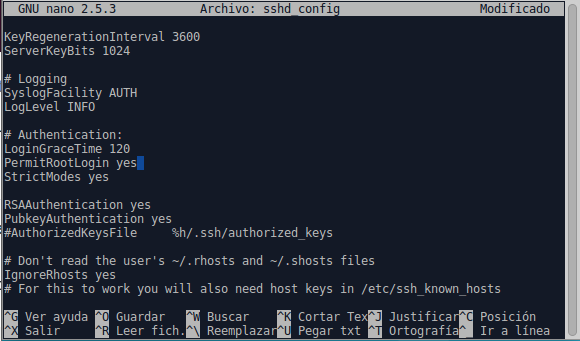 GNU nano 2.5.3 Archivo: sshd_config Modificado
KeyRegenerationInterval 3600
ServerKeyBits 1024
# Logging
SyslogFacility AUTH
LogLevel INFO
# Authentication:
LoginGraceTime 120
PermitRootLogin yes
StrictModes yes
RSAAuthentication yes
PubkeyAuthentication yes
#AuthorizedKeysFile %h/.ssh/authorized_keys
# Don't read the user's ~/.rhosts and ~/.shosts files
IgnoreRhosts yes
# For this to work you will also need host keys in /etc/ssh_known_hosts
^G Ver ayuda ^O Guardar ^W Buscar ^K Cortar Tex^J Justificar^C Posición
^X Salir ^R Leer fich.^\ Reemplazar^U Pegar txt ^T Ortografía^_ Ir a línea